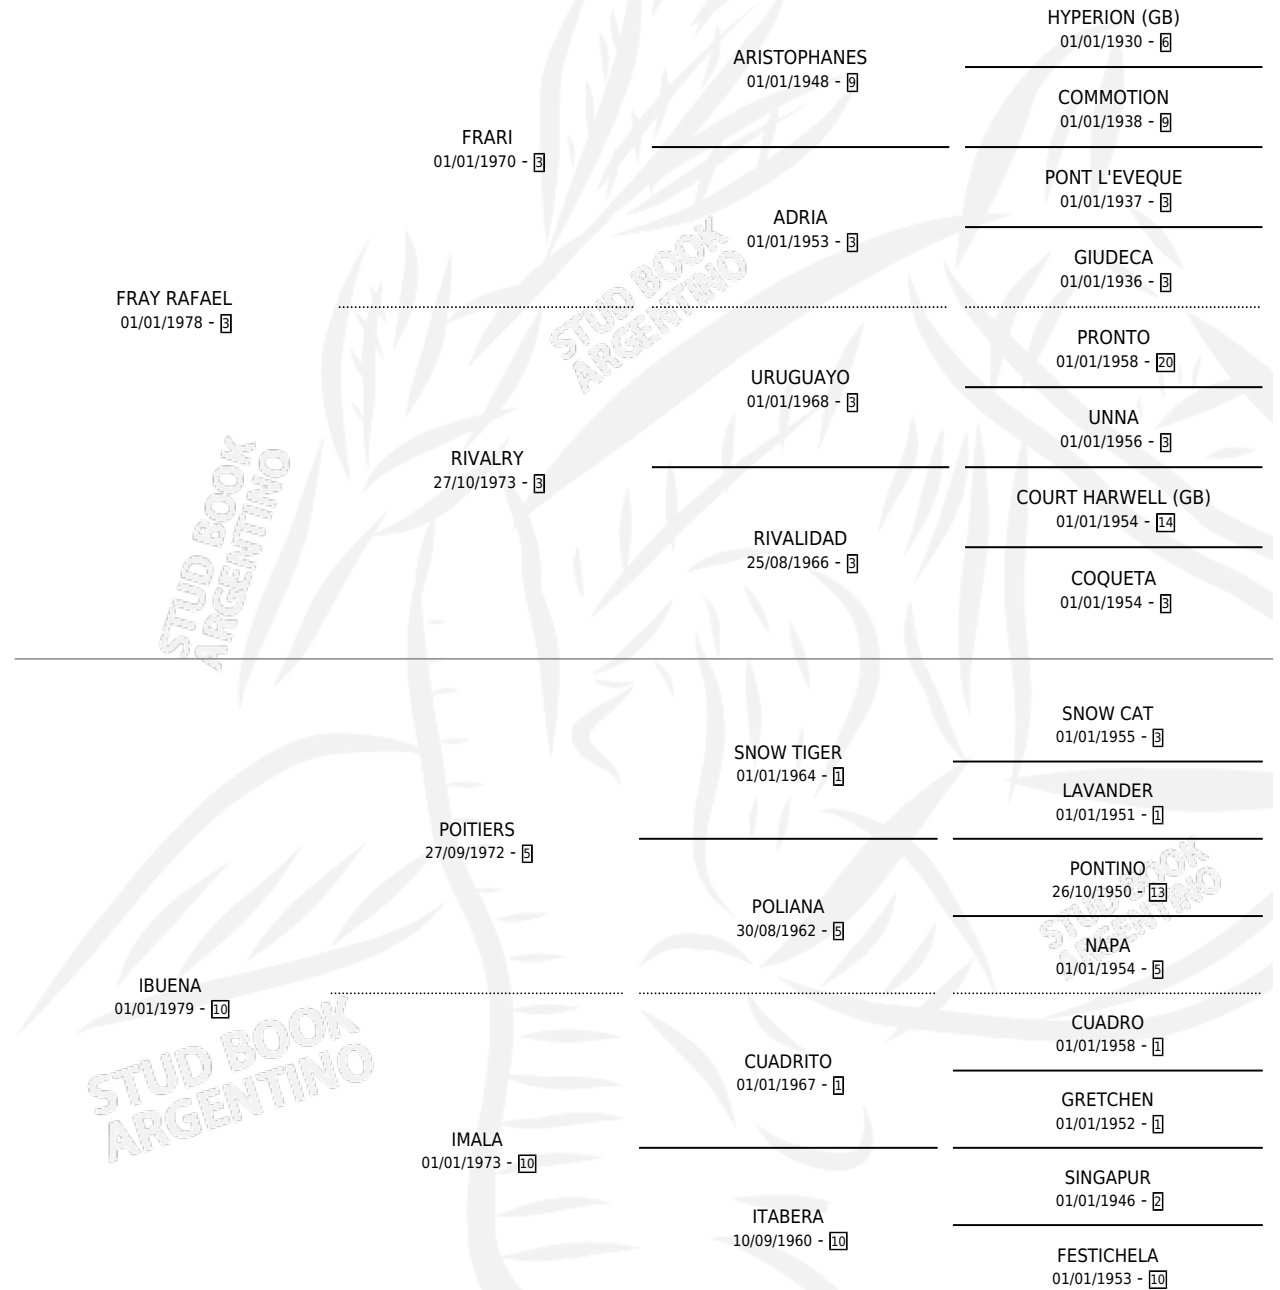 HYPERION (GB)
01/01/1930 - 6
ARISTOPHANES
01/01/1948 - 9
COMMOTION
01/01/1938 - 9
FRARI
01/01/1970 - 3
PONT L'EVEQUE
01/01/1937 - 3
ADRIA
01/01/1953 - 3
GIUDECA
01/01/1936 - 3
FRAY RAFAEL
01/01/1978 - 3
PRONTO
01/01/1958 - 20
URUGUAYO
01/01/1968 - 3
UNNA
01/01/1956 - 3
RIVALRY
27/10/1973 - 3
COURT HARWELL (GB)
01/01/1954 - 14
RIVALIDAD
25/08/1966 - 3
COQUETA
01/01/1954 - 3
STUD BOOK
ARGENTINO
STUD BOOK
ARGENTINO
SNOW CAT
01/01/1955 - 3
SNOW TIGER
01/01/1964 - 1
LAVANDER
01/01/1951 - 1
POITIERS
27/09/1972 - 5
PONTINO
26/10/1950 - 13
POLIANA
30/08/1962 - 5
NAPA
01/01/1954 - 5
STUD BOOK
ARGENTINO
IBUENA
01/01/1979 - 10
CUADRO
01/01/1958 - 1
CUADRITO
01/01/1967 - 1
GRETCHEN
01/01/1952 - 1
IMALA
01/01/1973 - 10
SINGAPUR
01/01/1946 - 2
ITABERA
10/09/1960 - 10
FESTICHELA
01/01/1953 - 10
STUD BOOK
ARGENTINO